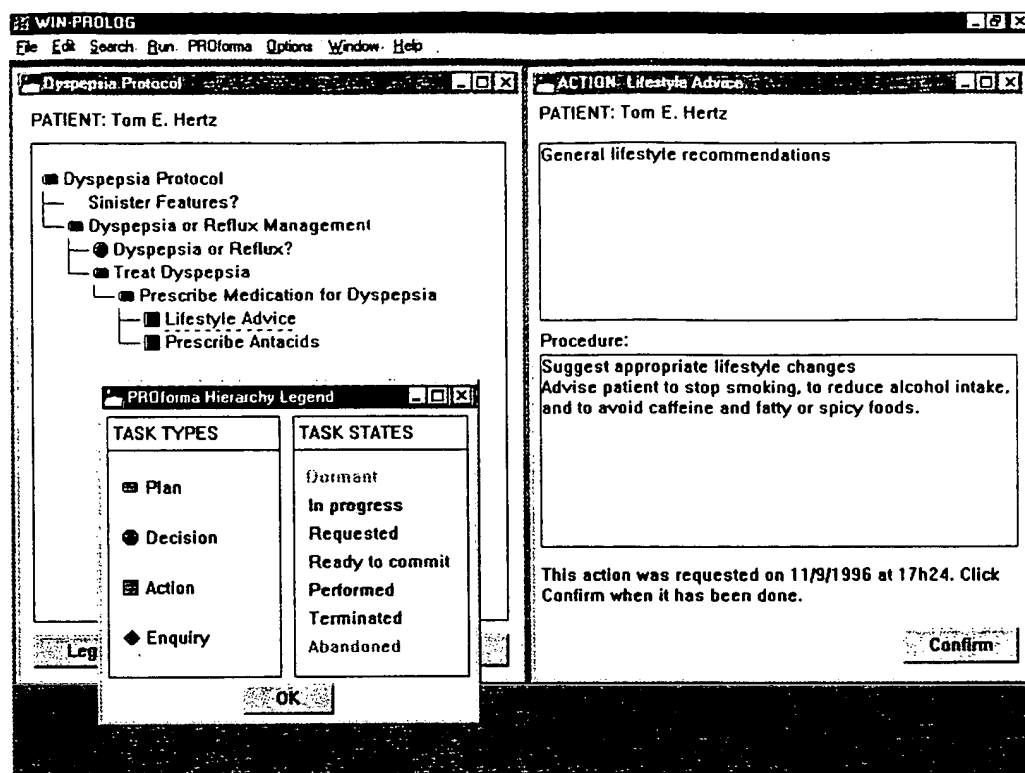 WIN-PROLOG
File Edit Search Run PROforma Options Window Help
Dyspepsia Protocol
PATIENT: Tom E. Hertz
Dyspepsia Protocol
Sinister Features?
Dyspepsia or Reflux Management
Dyspepsia or Reflux?
Treat Dyspepsia
Prescribe Medication for Dyspepsia
Lifestyle Advice
Prescribe Antacids
Leg
PROforma Hierarchy Legend
TASK TYPES
Plan
Decision
Action
Enquiry
TASK STATES
Dormant
In progress
Requested
Ready to commit
Performed
Terminated
Abandoned
OK
ACTION: Lifestyle Advice
PATIENT: Tom E. Hertz
General lifestyle recommendations
Procedure:
Suggest appropriate lifestyle changes
Advise patient to stop smoking, to reduce alcohol intake,
and to avoid caffeine and fatty or spicy foods.
This action was requested on 11/9/1996 at 17h24. Click
Confirm when it has been done.
Confirm